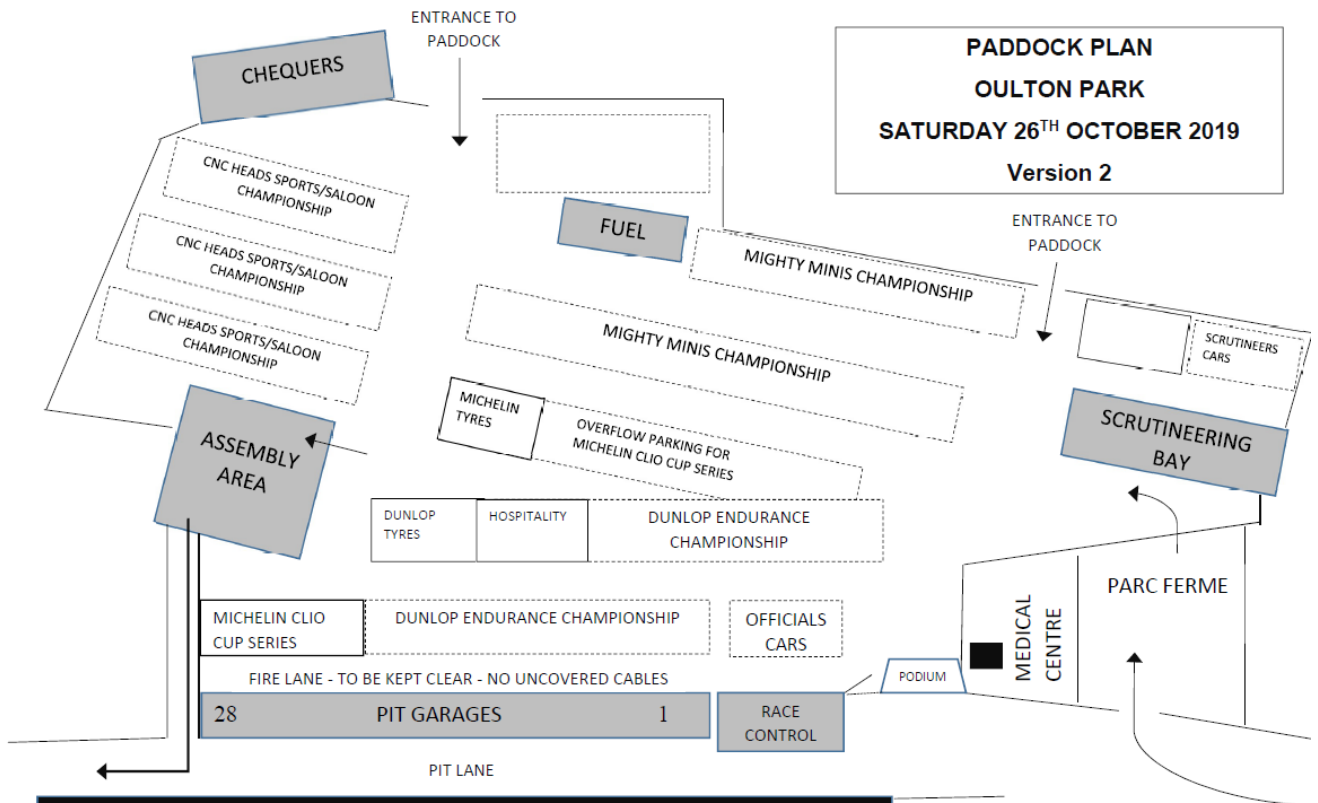 ENTRANCE TO
PADDOCK
CHEQUERS
PADDOCK PLAN
OULTON PARK
SATURDAY 26TH OCTOBER 2019
Version 2
CNC HEADS SPORTS/SALOON
CHAMPIONSHIP
FUEL
ENTRANCE TO
PADDOCK
CNC HEADS SPORTS/SALOON
CHAMPIONSHIP
MIGHTY MINIS CHAMPIONSHIP
CNC HEADS SPORTS/SALOON
CHAMPIONSHIP
MIGHTY MINIS CHAMPIONSHIP
SCRUTINEERS
CARS
MICHELIN
TYRES
OVERFLOW PARKING FOR
MICHELIN CLIO CUP SERIES
SCRUTINEERING
BAY
ASSEMBLY
AREA
DUNLOP
TYRES
HOSPITALITY
DUNLOP ENDURANCE
CHAMPIONSHIP
PARC FERME
MEDICAL
CENTRE
MICHELIN CLIO
CUP SERIES
DUNLOP ENDURANCE CHAMPIONSHIP
OFFICIALS
CARS
PODIUM
FIRE LANE - TO BE KEPT CLEAR - NO UNCOVERED CABLES
28 PIT GARAGES 1
RACE
CONTROL
PIT LANE